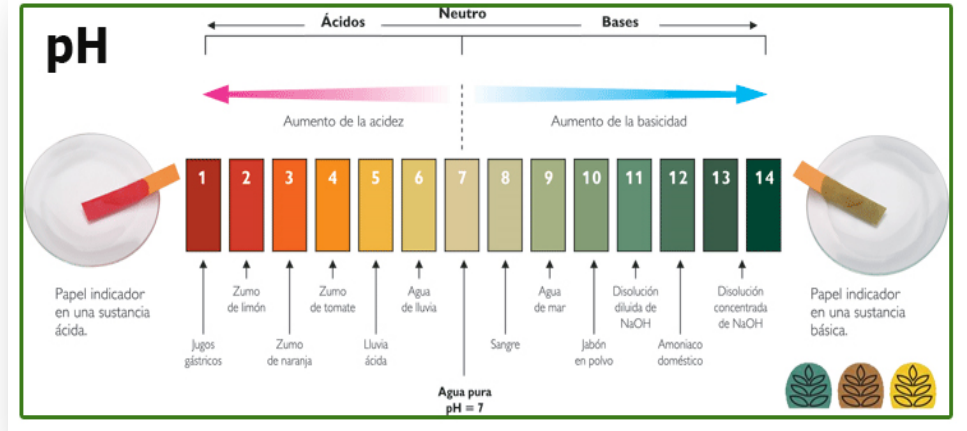 pH
Ácidos
Neutro
Bases
Aumento de la acidez
Aumento de la basicidad
1 2 3 4 5 6 7 8 9 10 11 12 13 14
Papel indicador
en una sustancia
ácida.
Jugos
gástricos
Zumo
de limón
Zumo
de naranja
Zumo
de tomate
Lluvia
ácida
Agua
de lluvia
Agua pura
pH = 7
Sangre
Agua
de mar
Jabón
en polvo
Disolución
diluida de
NaOH
Amoniaco
doméstico
Disolución
concentrada
de NaOH
Papel indicador
en una sustancia
básica.